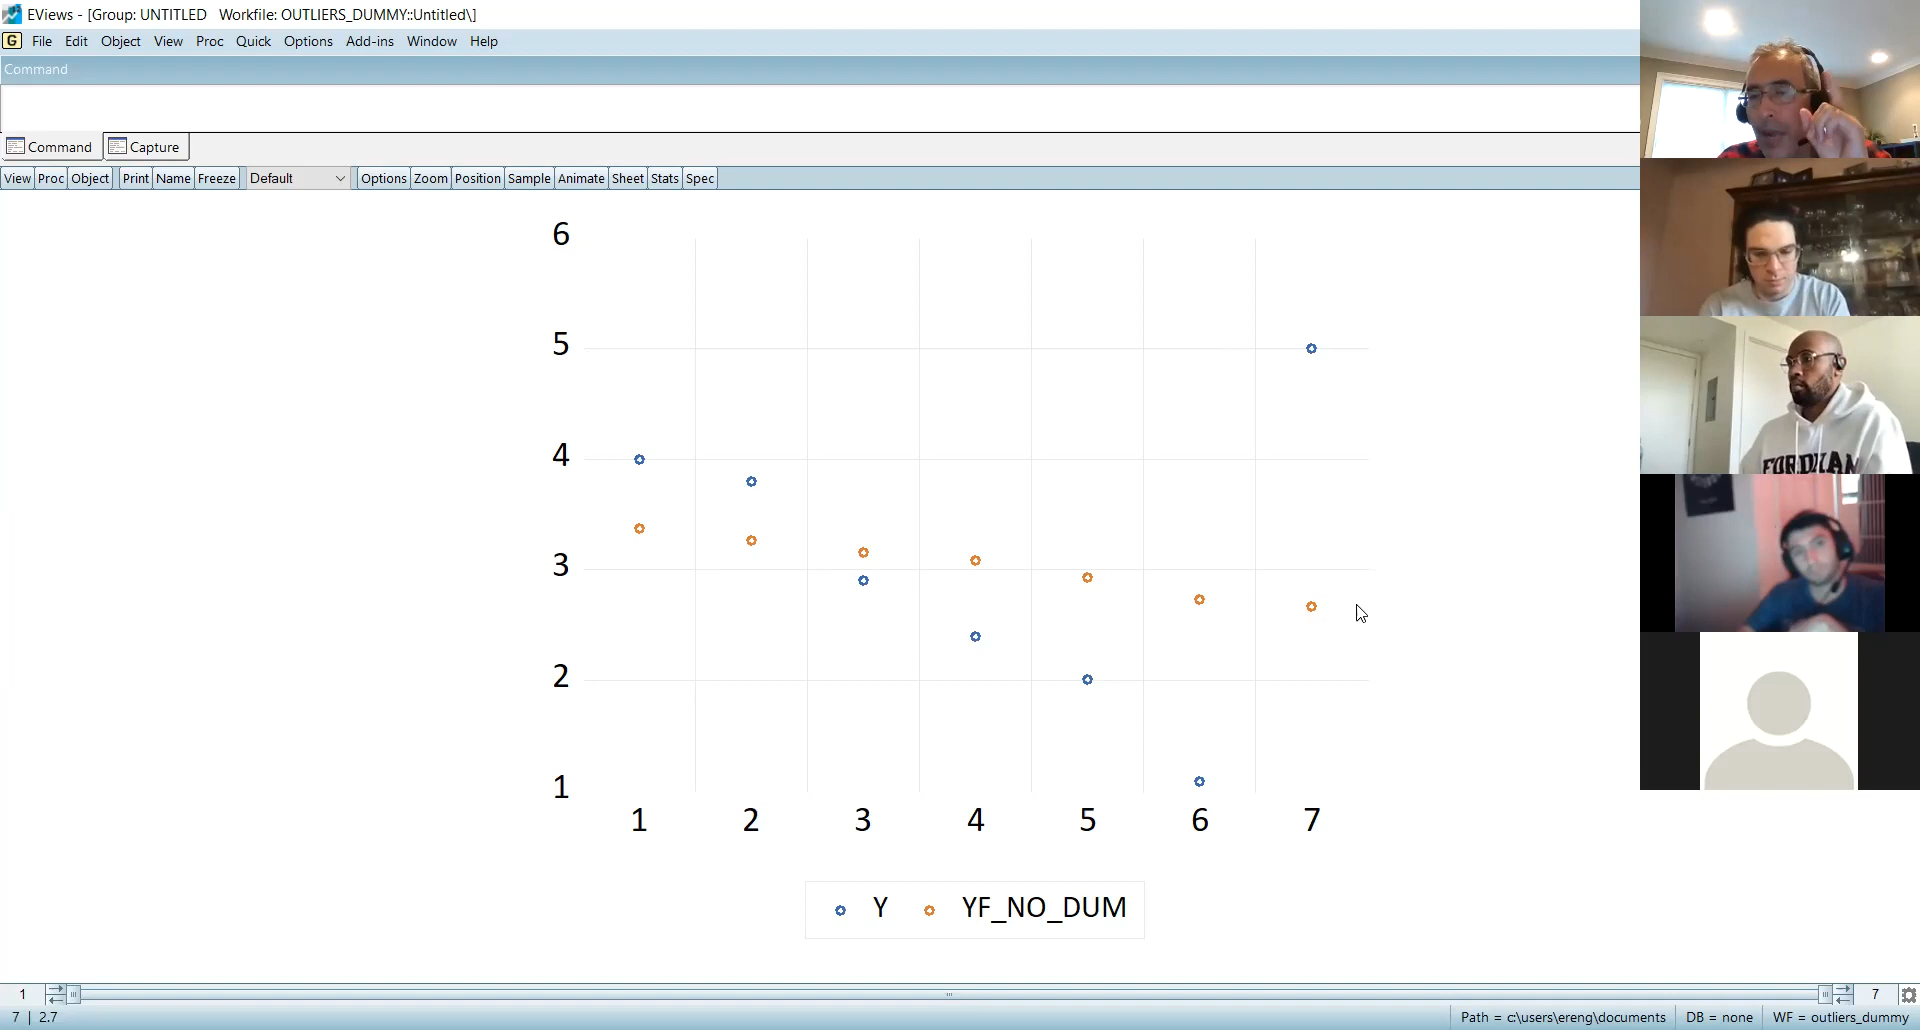 EViews - [Group: UNTITLED   Workfile: OUTLIERS_DUMMY::Untitled\]
G File Edit Object View Proc Quick Options Add-ins Window Help
Command
Command Capture
View Proc Object Print Name Freeze Default Options Zoom Position Sample Animate Sheet Stats Spec
6
5
4
3
2
1
1 2 3 4 5 6 7
Y YF_NO_DUM
FORDHAM
1 7
7 | 2.7 Path = c:\users\ereng\documents DB = none WF = outliers_dummy